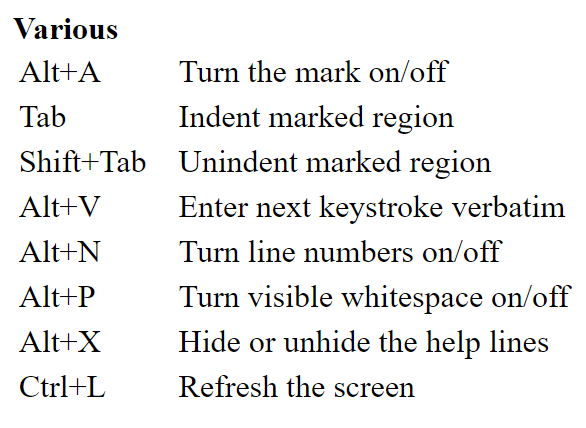 Various
Alt+A Turn the mark on/off
Tab Indent marked region
Shift+Tab Unindent marked region
Alt+V Enter next keystroke verbatim
Alt+N Turn line numbers on/off
Alt+P Turn visible whitespace on/off
Alt+X Hide or unhide the help lines
Ctrl+L Refresh the screen